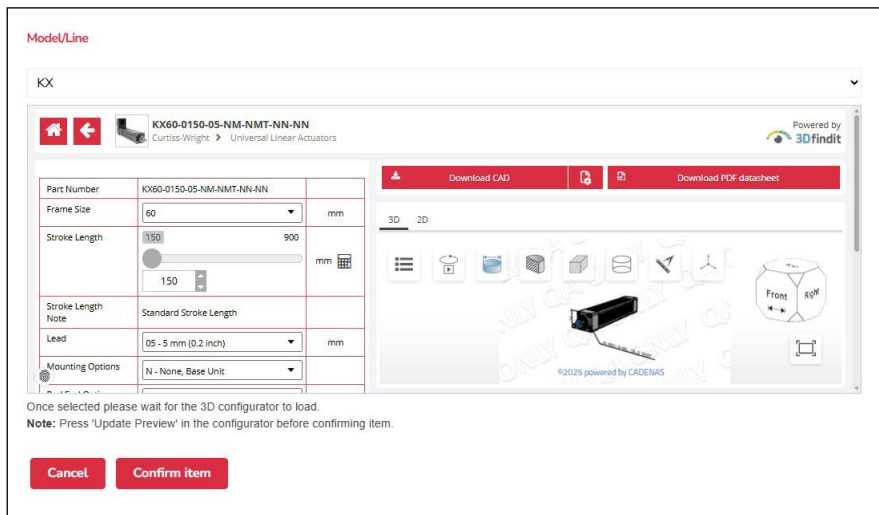 Model/Line
KX
KX60-0150-05-NM-NMT-NN-NN
Curtiss-Wright > Universal Linear Actuators
Powered by
3Dfindit
Download CAD
Download PDF datasheet
Part Number KX60-0150-05-NM-NMT-NN-NN
Frame Size 60 mm
Stroke Length 150 900
150 mm
Stroke Length Note Standard Stroke Length
Lead 05 - 5 mm (0.2 inch) mm
Mounting Options N - None, Base Unit
3D 2D
Front Right
©2025 powered by CADENAS
Once selected please wait for the 3D configurator to load.
Note: Press 'Update Preview' in the configurator before confirming item.
Cancel Confirm item